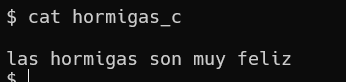 $ cat hormigas_c
las hormigas son muy feliz
$